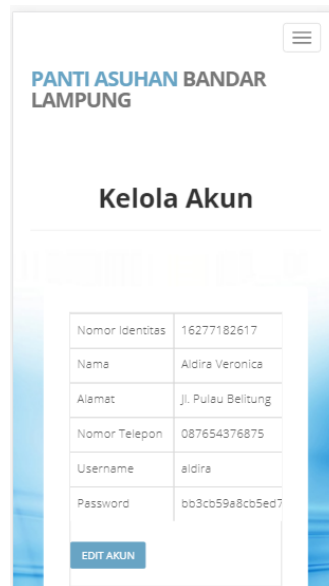 PANTI ASUHAN BANDAR
LAMPUNG
Kelola Akun
Nomor Identitas 16277182617
Nama Aldira Veronica
Alamat Jl. Pulau Belitung
Nomor Telepon 087654376875
Username aldira
Password bb3cb59a8cb5ed7
EDIT AKUN